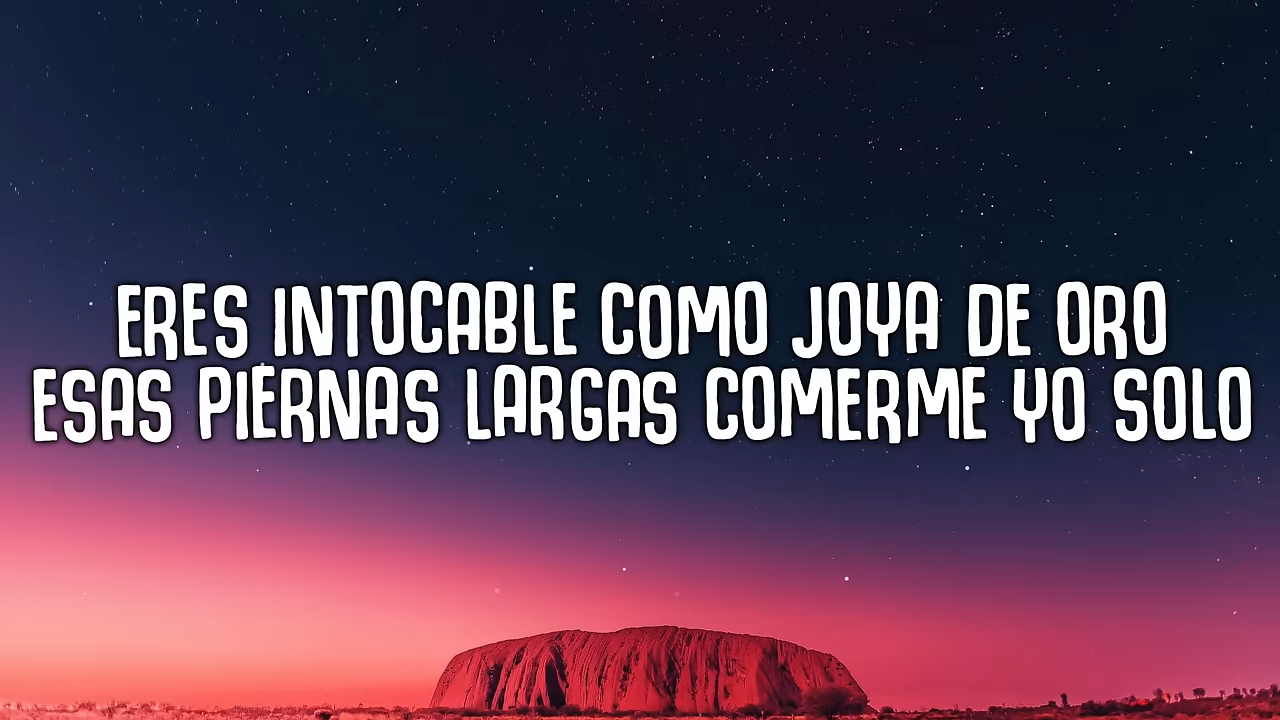 ERES INTOCABLE COMO JOYA DE ORO
ESAS PIERNAS LARGAS COMERME YO SOLO